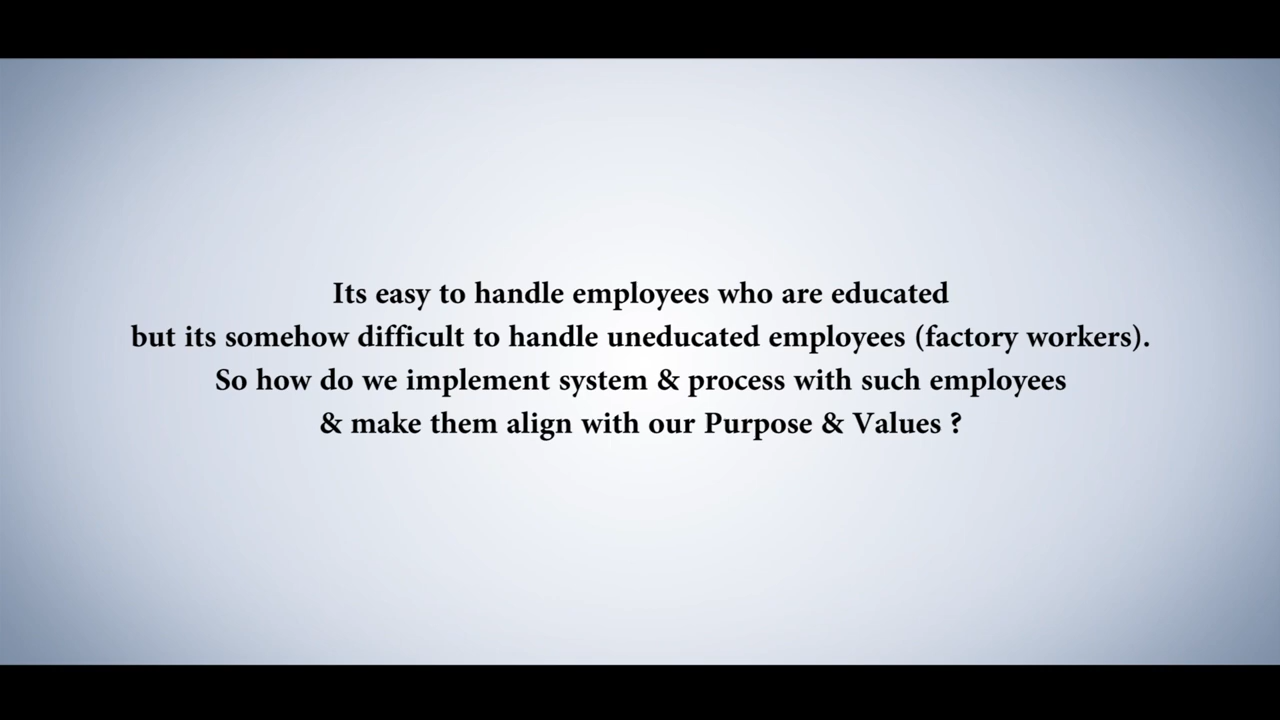 Its easy to handle employees who are educated
but its somehow difficult to handle uneducated employees (factory workers).
So how do we implement system & process with such employees
& make them align with our Purpose & Values ?